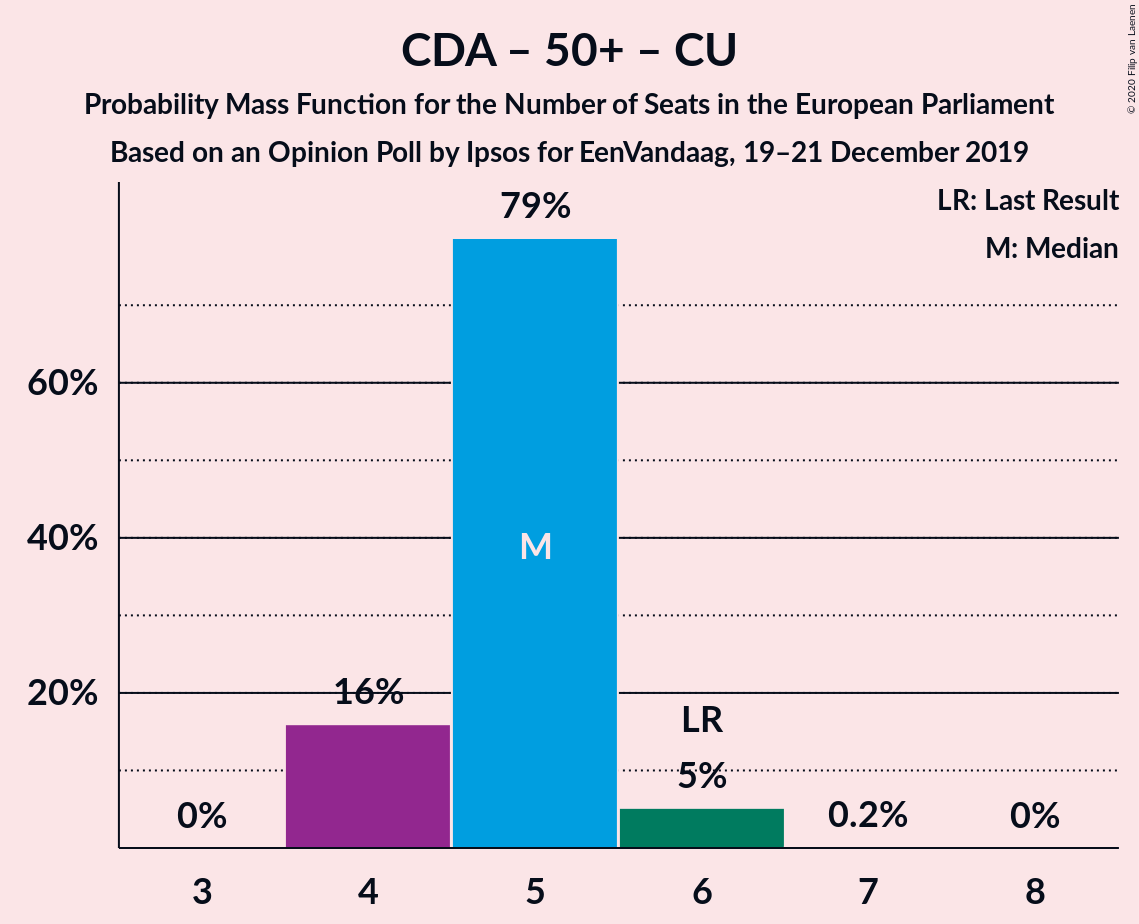 CDA – 50+ – CU
Probability Mass Function for the Number of Seats in the European Parliament
Based on an Opinion Poll by Ipsos for EenVandaag, 19–21 December 2019
© 2020 Filip van Laenen
LR: Last Result
M: Median
79%
60%
40%
M
20%
16%
LR
5%
0%
0.2%
0%
3 4 5 6 7 8